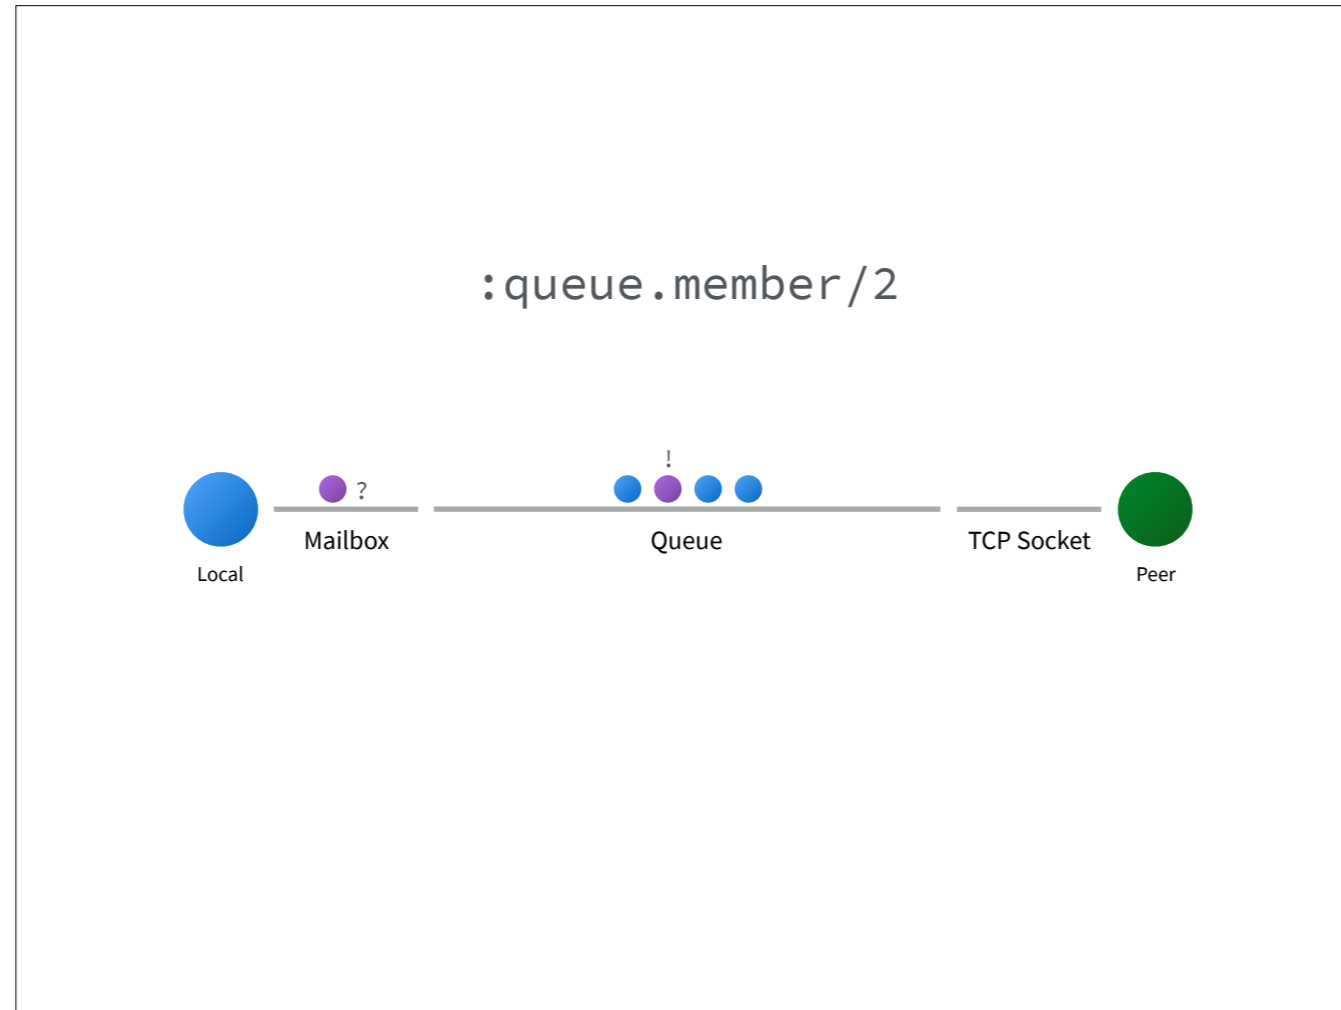 :queue.member/2
!
?
Mailbox
Queue
TCP Socket
Local
Peer